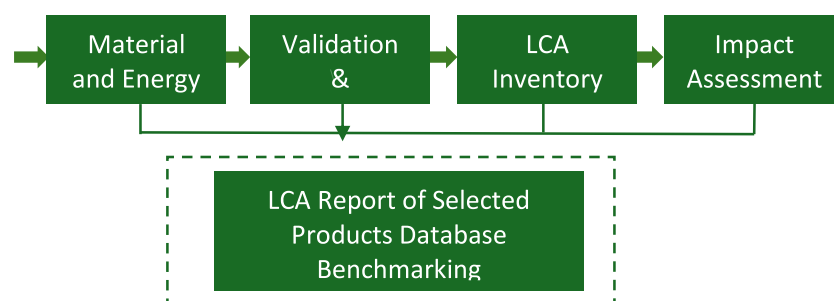 Material
and Energy
Validation
&
LCA
Inventory
Impact
Assessment
LCA Report of Selected
Products Database
Benchmarking